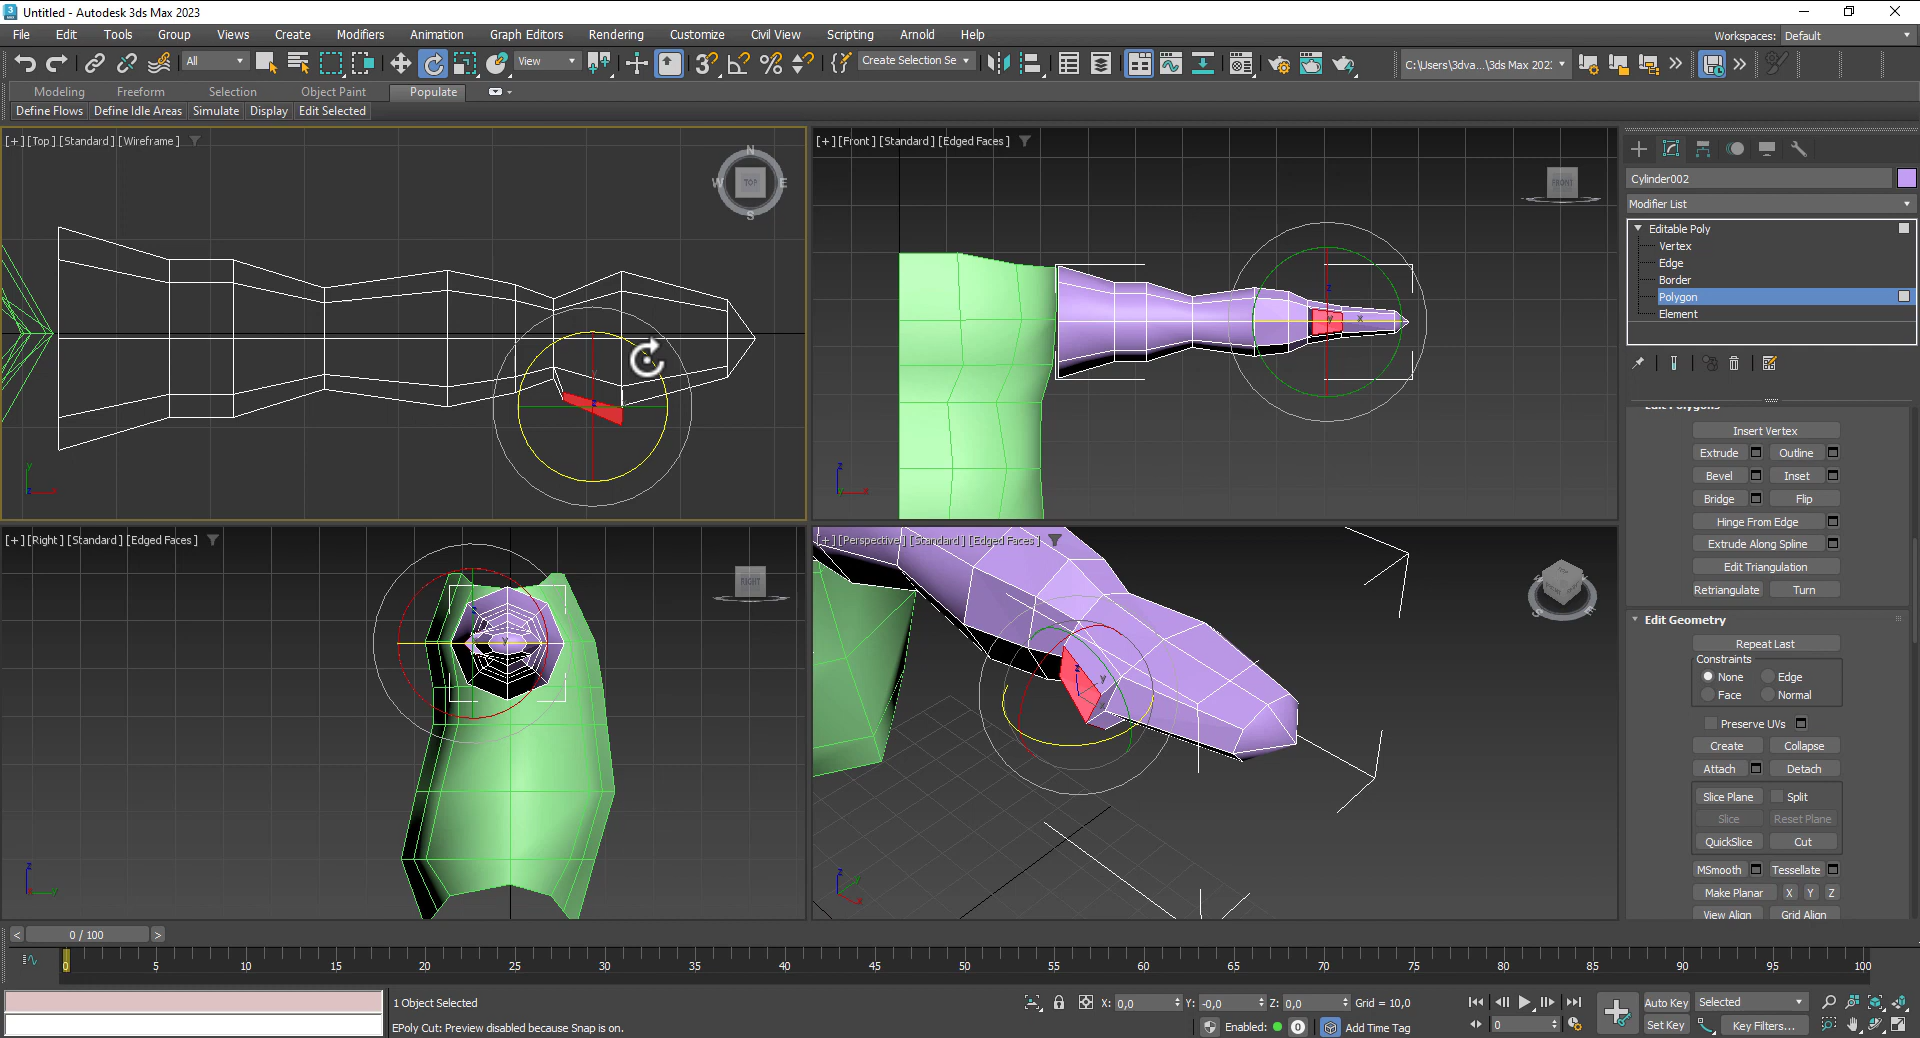 Untitled - Autodesk 3ds Max 2023
File Edit Tools Group Views Create Modifiers Animation Graph Editors Rendering Customize Civil View Scripting Arnold Help
Workspaces: Default
All View Create Selection Se C:\Users\3dva...\3ds Max 202
Modeling Freeform Selection Object Paint Populate
Define Flows Define Idle Areas Simulate Display Edit Selected
[+] [Top] [Standard] [Wireframe]
N
W TOP E
S
y
z x
[+] [Front] [Standard] [Edged Faces]
FRONT
z
y x
[+] [Right] [Standard] [Edged Faces]
RIGHT
z
y
[+] [Perspective] [Standard] [Edged Faces]
S E
z
y
x
Cylinder002
Modifier List
Editable Poly
Vertex
Edge
Border
Polygon
Element
Edit Polygons
Insert Vertex
Extrude Outline
Bevel Inset
Bridge Flip
Hinge From Edge
Extrude Along Spline
Edit Triangulation
Retriangulate Turn
Edit Geometry
Repeat Last
Constraints
None Edge
Face Normal
Preserve UVs
Create Collapse
Attach Detach
Slice Plane Split
Slice Reset Plane
QuickSlice Cut
MSmooth Tessellate
Make Planar X Y Z
View Align Grid Align
< 0 / 100 >
0 5 10 15 20 25 30 35 40 45 50 55 60 65 70 75 80 85 90 95 100
1 Object Selected
EPoly Cut: Preview disabled because Snap is on.
X: 0,0 Y: -0,0 Z: 0,0 Grid = 10,0
Enabled: 0 Add Time Tag
0
Auto Key Selected
Set Key Key Filters...